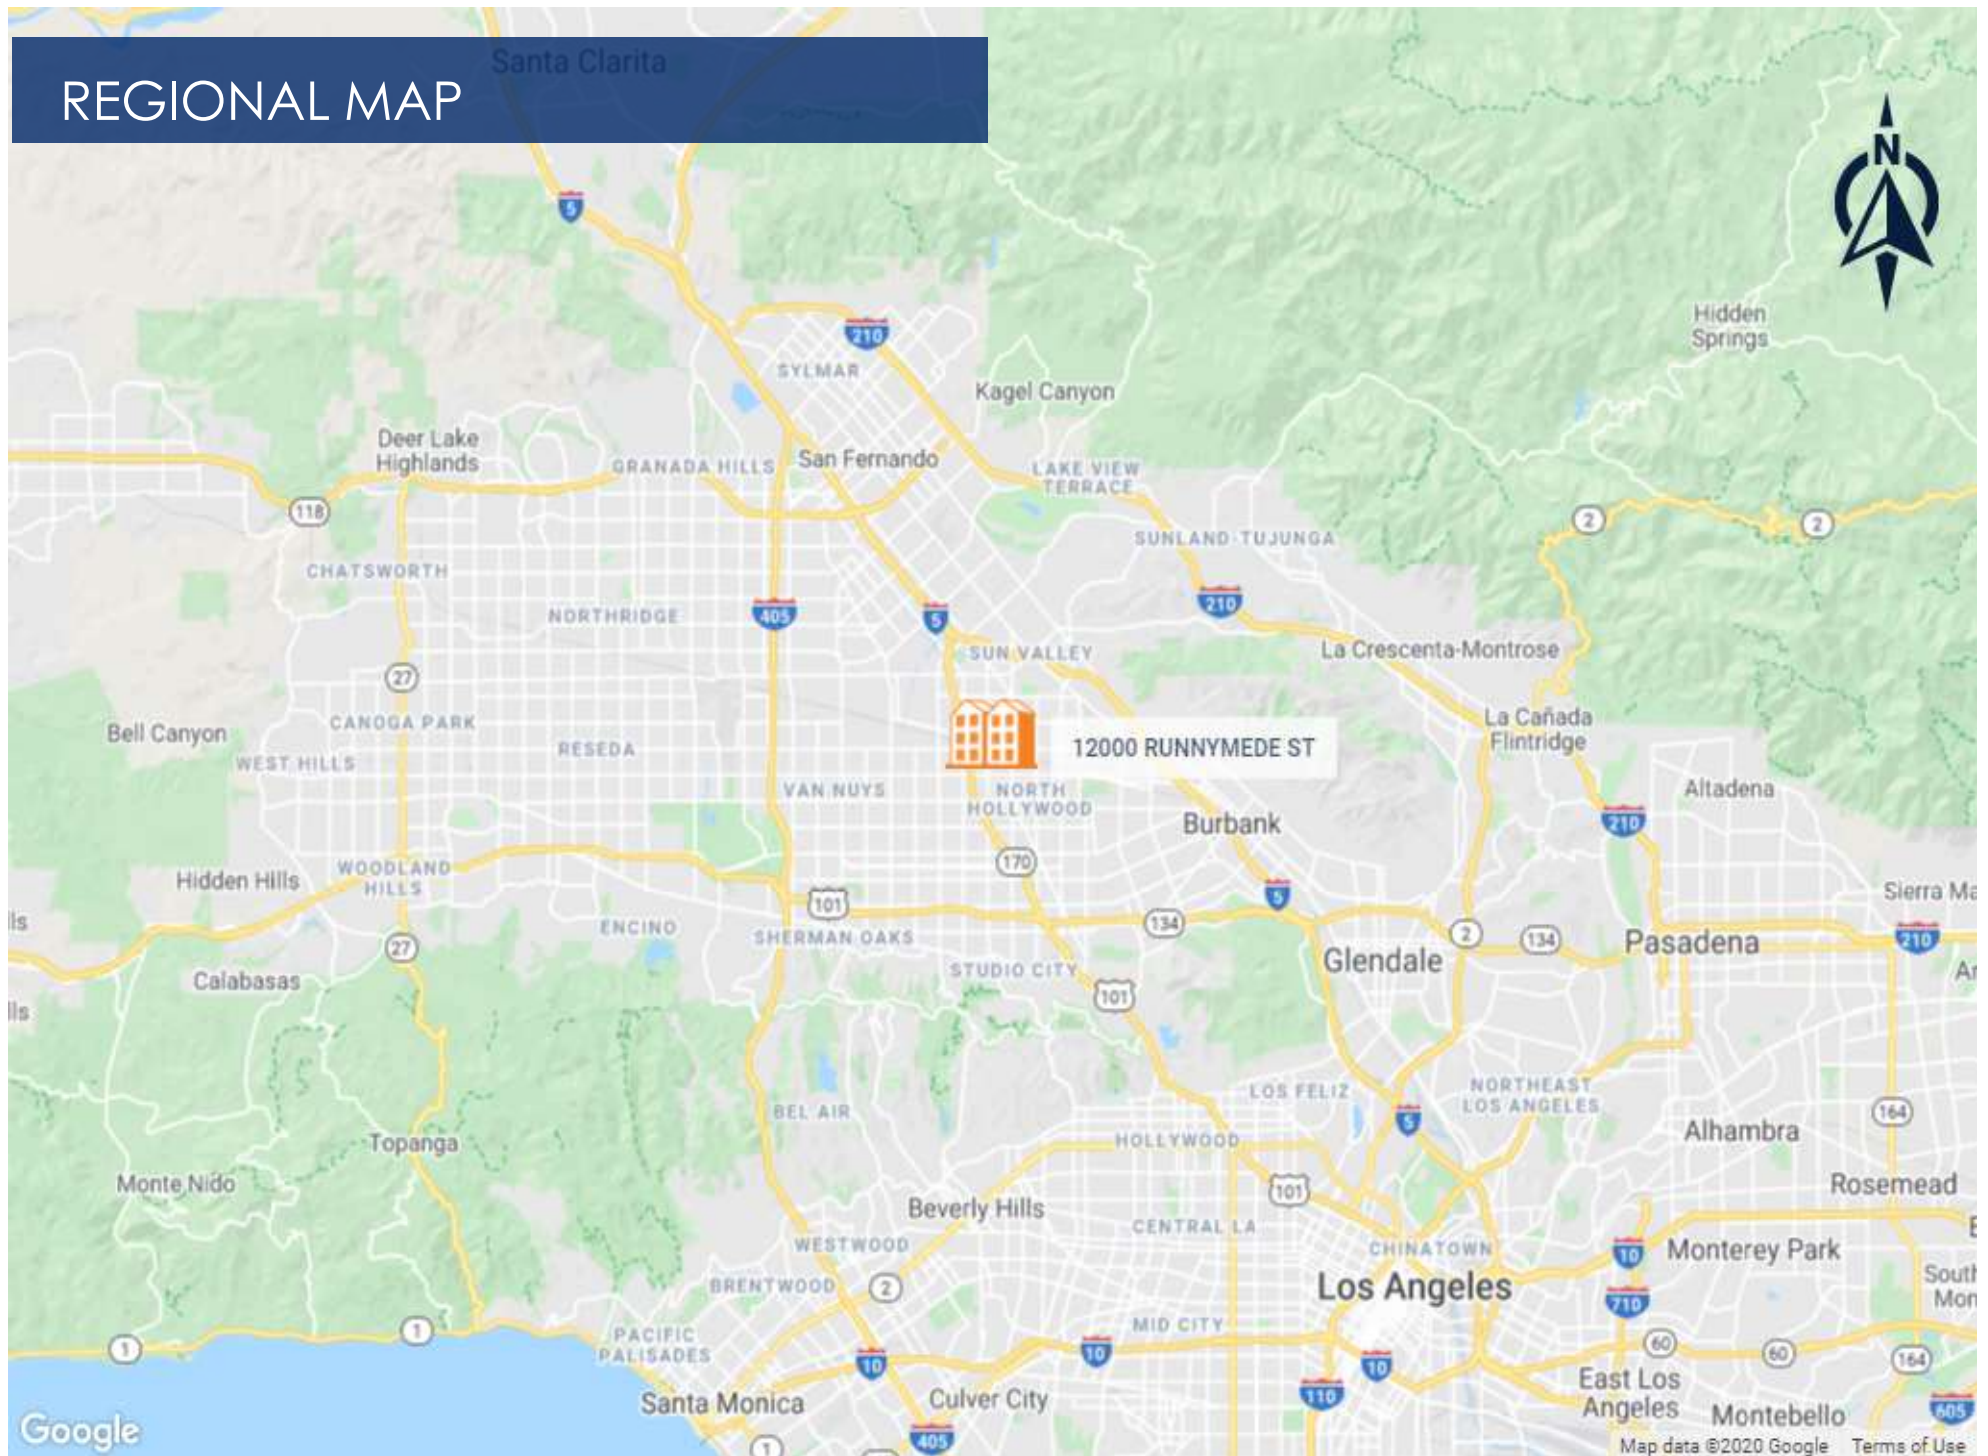 Santa Clarita
REGIONAL MAP
N
5
Hidden
Springs
210
SYLMAR
Kagel Canyon
Deer Lake
Highlands
GRANADA HILLS
San Fernando
LAKE VIEW
TERRACE
118
2
2
SUNLAND-TUJUNGA
CHATSWORTH
210
NORTHRIDGE
405
5
SUN VALLEY
La Crescenta-Montrose
27
La Cañada
Flintridge
CANOGA PARK
Bell Canyon
RESEDA
12000 RUNNYMEDE ST
WEST HILLS
VAN NUYS
NORTH
HOLLYWOOD
Altadena
Burbank
210
170
WOODLAND
HILLS
Hidden Hills
5
Sierra Ma
101
lls
ENCINO
134
SHERMAN OAKS
2
134
Pasadena
210
27
Glendale
STUDIO CITY
Ar
Calabasas
101
lls
LOS FELIZ
NORTHEAST
LOS ANGELES
BEL AIR
5
164
Topanga
HOLLYWOOD
Alhambra
Monte Nido
101
Rosemead
Beverly Hills
CENTRAL LA
E
WESTWOOD
CHINATOWN
10
Monterey Park
BRENTWOOD
2
Los Angeles
South
Mon
710
1
1
PACIFIC
PALISADES
MID CITY
60
60
164
10
10
10
East Los
Angeles
Santa Monica
Culver City
110
Montebello
605
Google
1
405
Map data ©2020 Google
Terms of Use